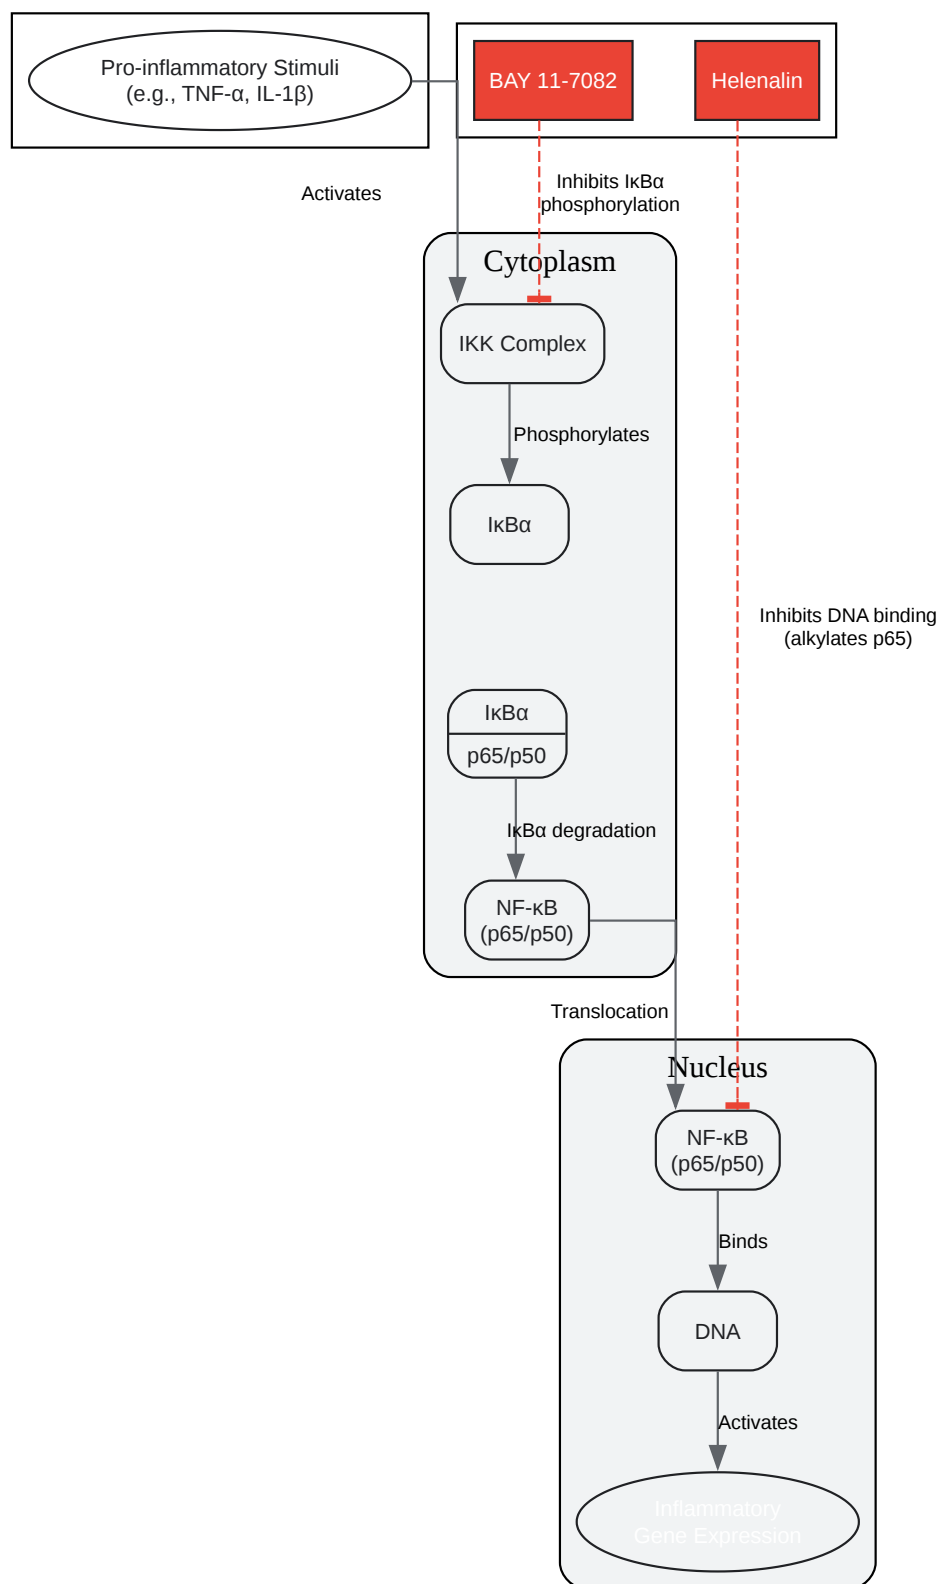 Pro-inflammatory Stimuli
(e.g., TNF-α, IL-1β)
BAY 11-7082
Helenalin
Activates
Inhibits IκBα
phosphorylation
Cytoplasm
IKK Complex
Phosphorylates
IκBα
Inhibits DNA binding
(alkylates p65)
IκBα
p65/p50
IκBα degradation
NF-κB
(p65/p50)
Translocation
Nucleus
NF-κB
(p65/p50)
Binds
DNA
Activates
Inflammatory
Gene Expression